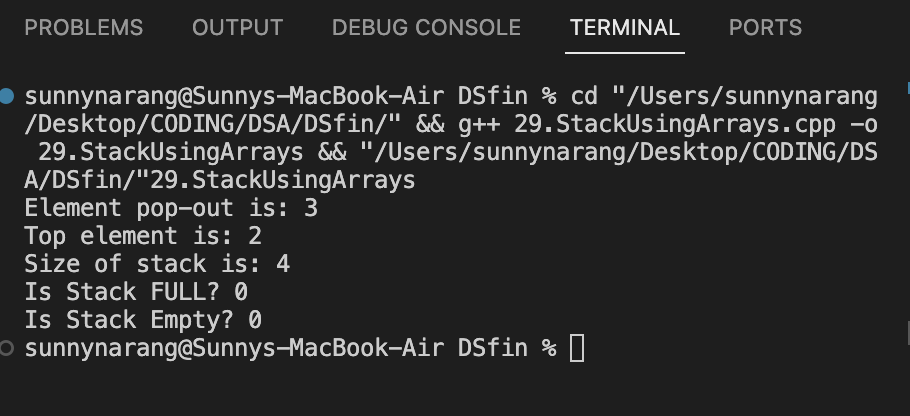 PROBLEMS OUTPUT DEBUG CONSOLE TERMINAL PORTS
sunnynarang@Sunnys-MacBook-Air DSfin % cd "/Users/sunnynarang
/Desktop/CODING/DSA/DSfin/" && g++ 29.StackUsingArrays.cpp -o
 29.StackUsingArrays && "/Users/sunnynarang/Desktop/CODING/DS
A/DSfin/"29.StackUsingArrays
Element pop-out is: 3
Top element is: 2
Size of stack is: 4
Is Stack FULL? 0
Is Stack Empty? 0
sunnynarang@Sunnys-MacBook-Air DSfin %